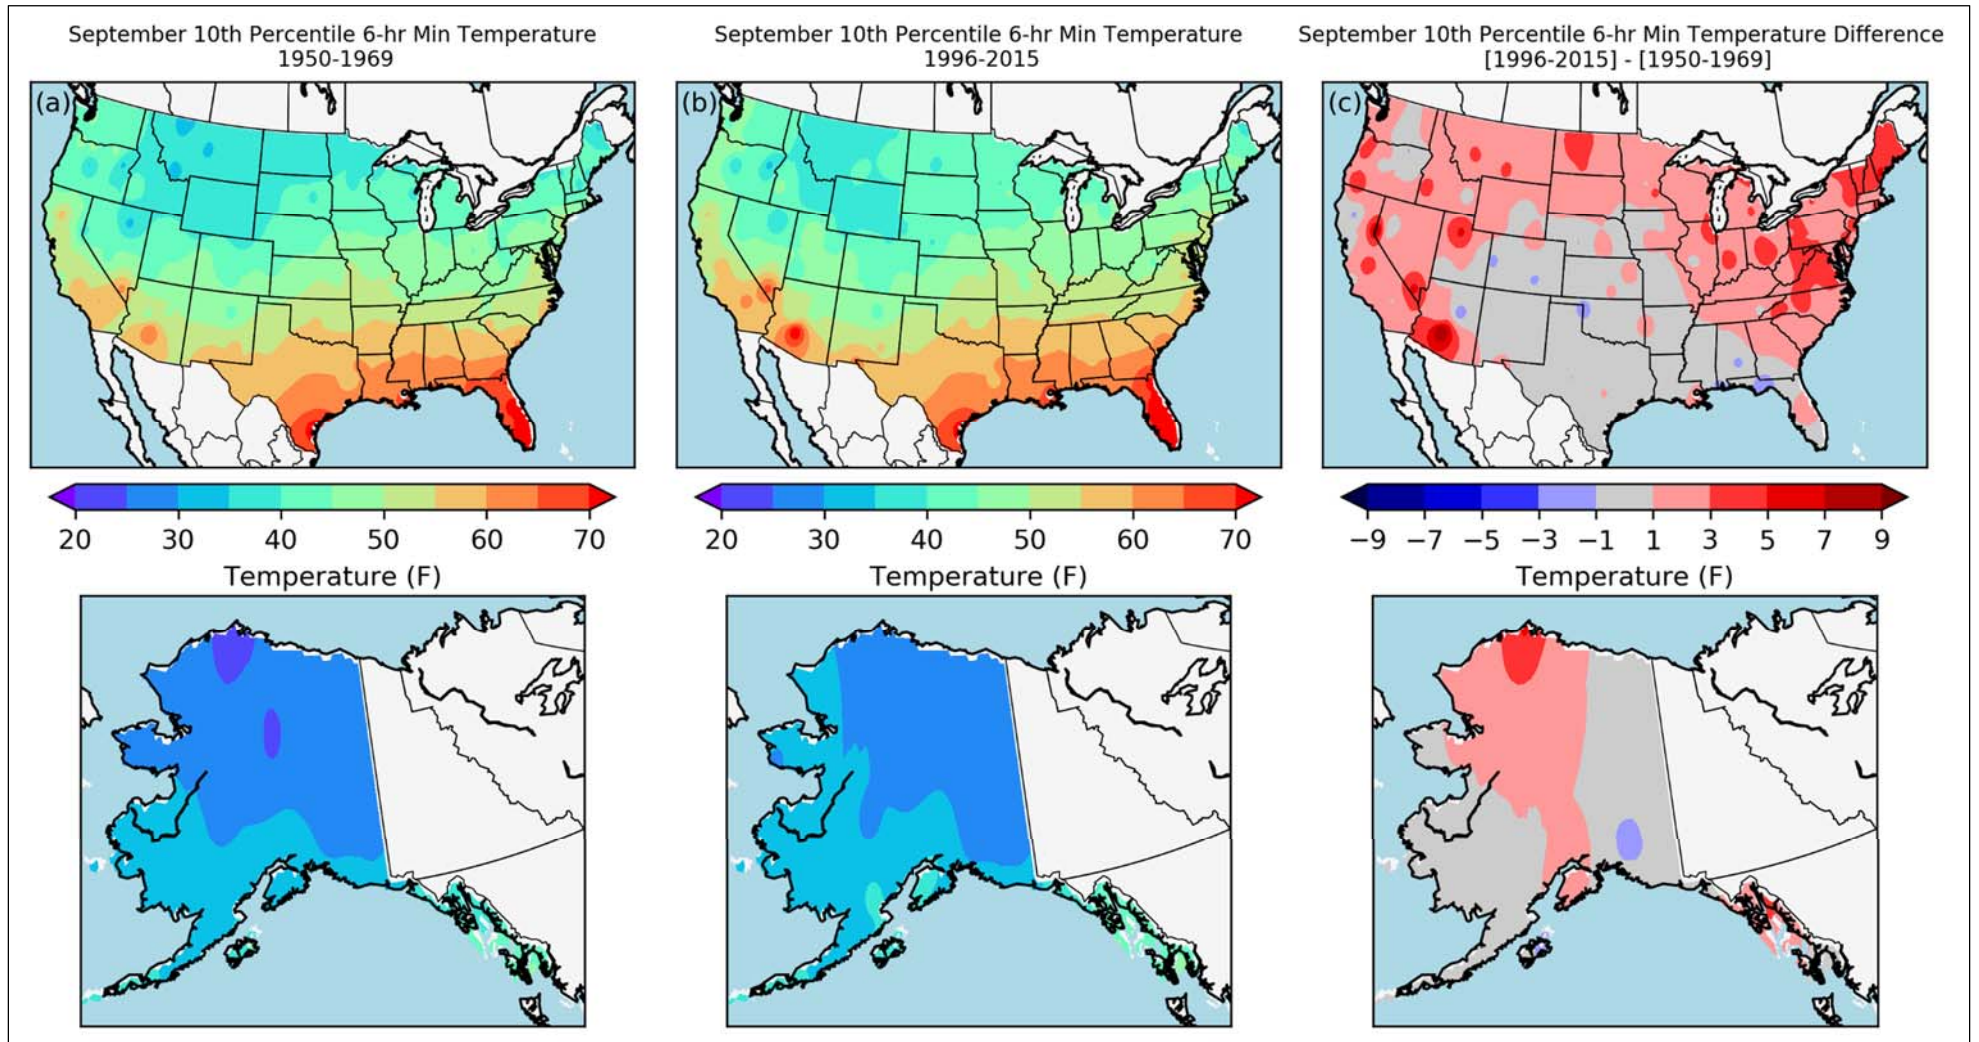 September 10th Percentile 6-hr Min Temperature
1950-1969
September 10th Percentile 6-hr Min Temperature
1996-2015
September 10th Percentile 6-hr Min Temperature Difference
[1996-2015] - [1950-1969]
(a)
(b)
(c)
20 30 40 50 60 70
Temperature (F)
20 30 40 50 60 70
Temperature (F)
−9 −7 −5 −3 −1 1 3 5 7 9
Temperature (F)